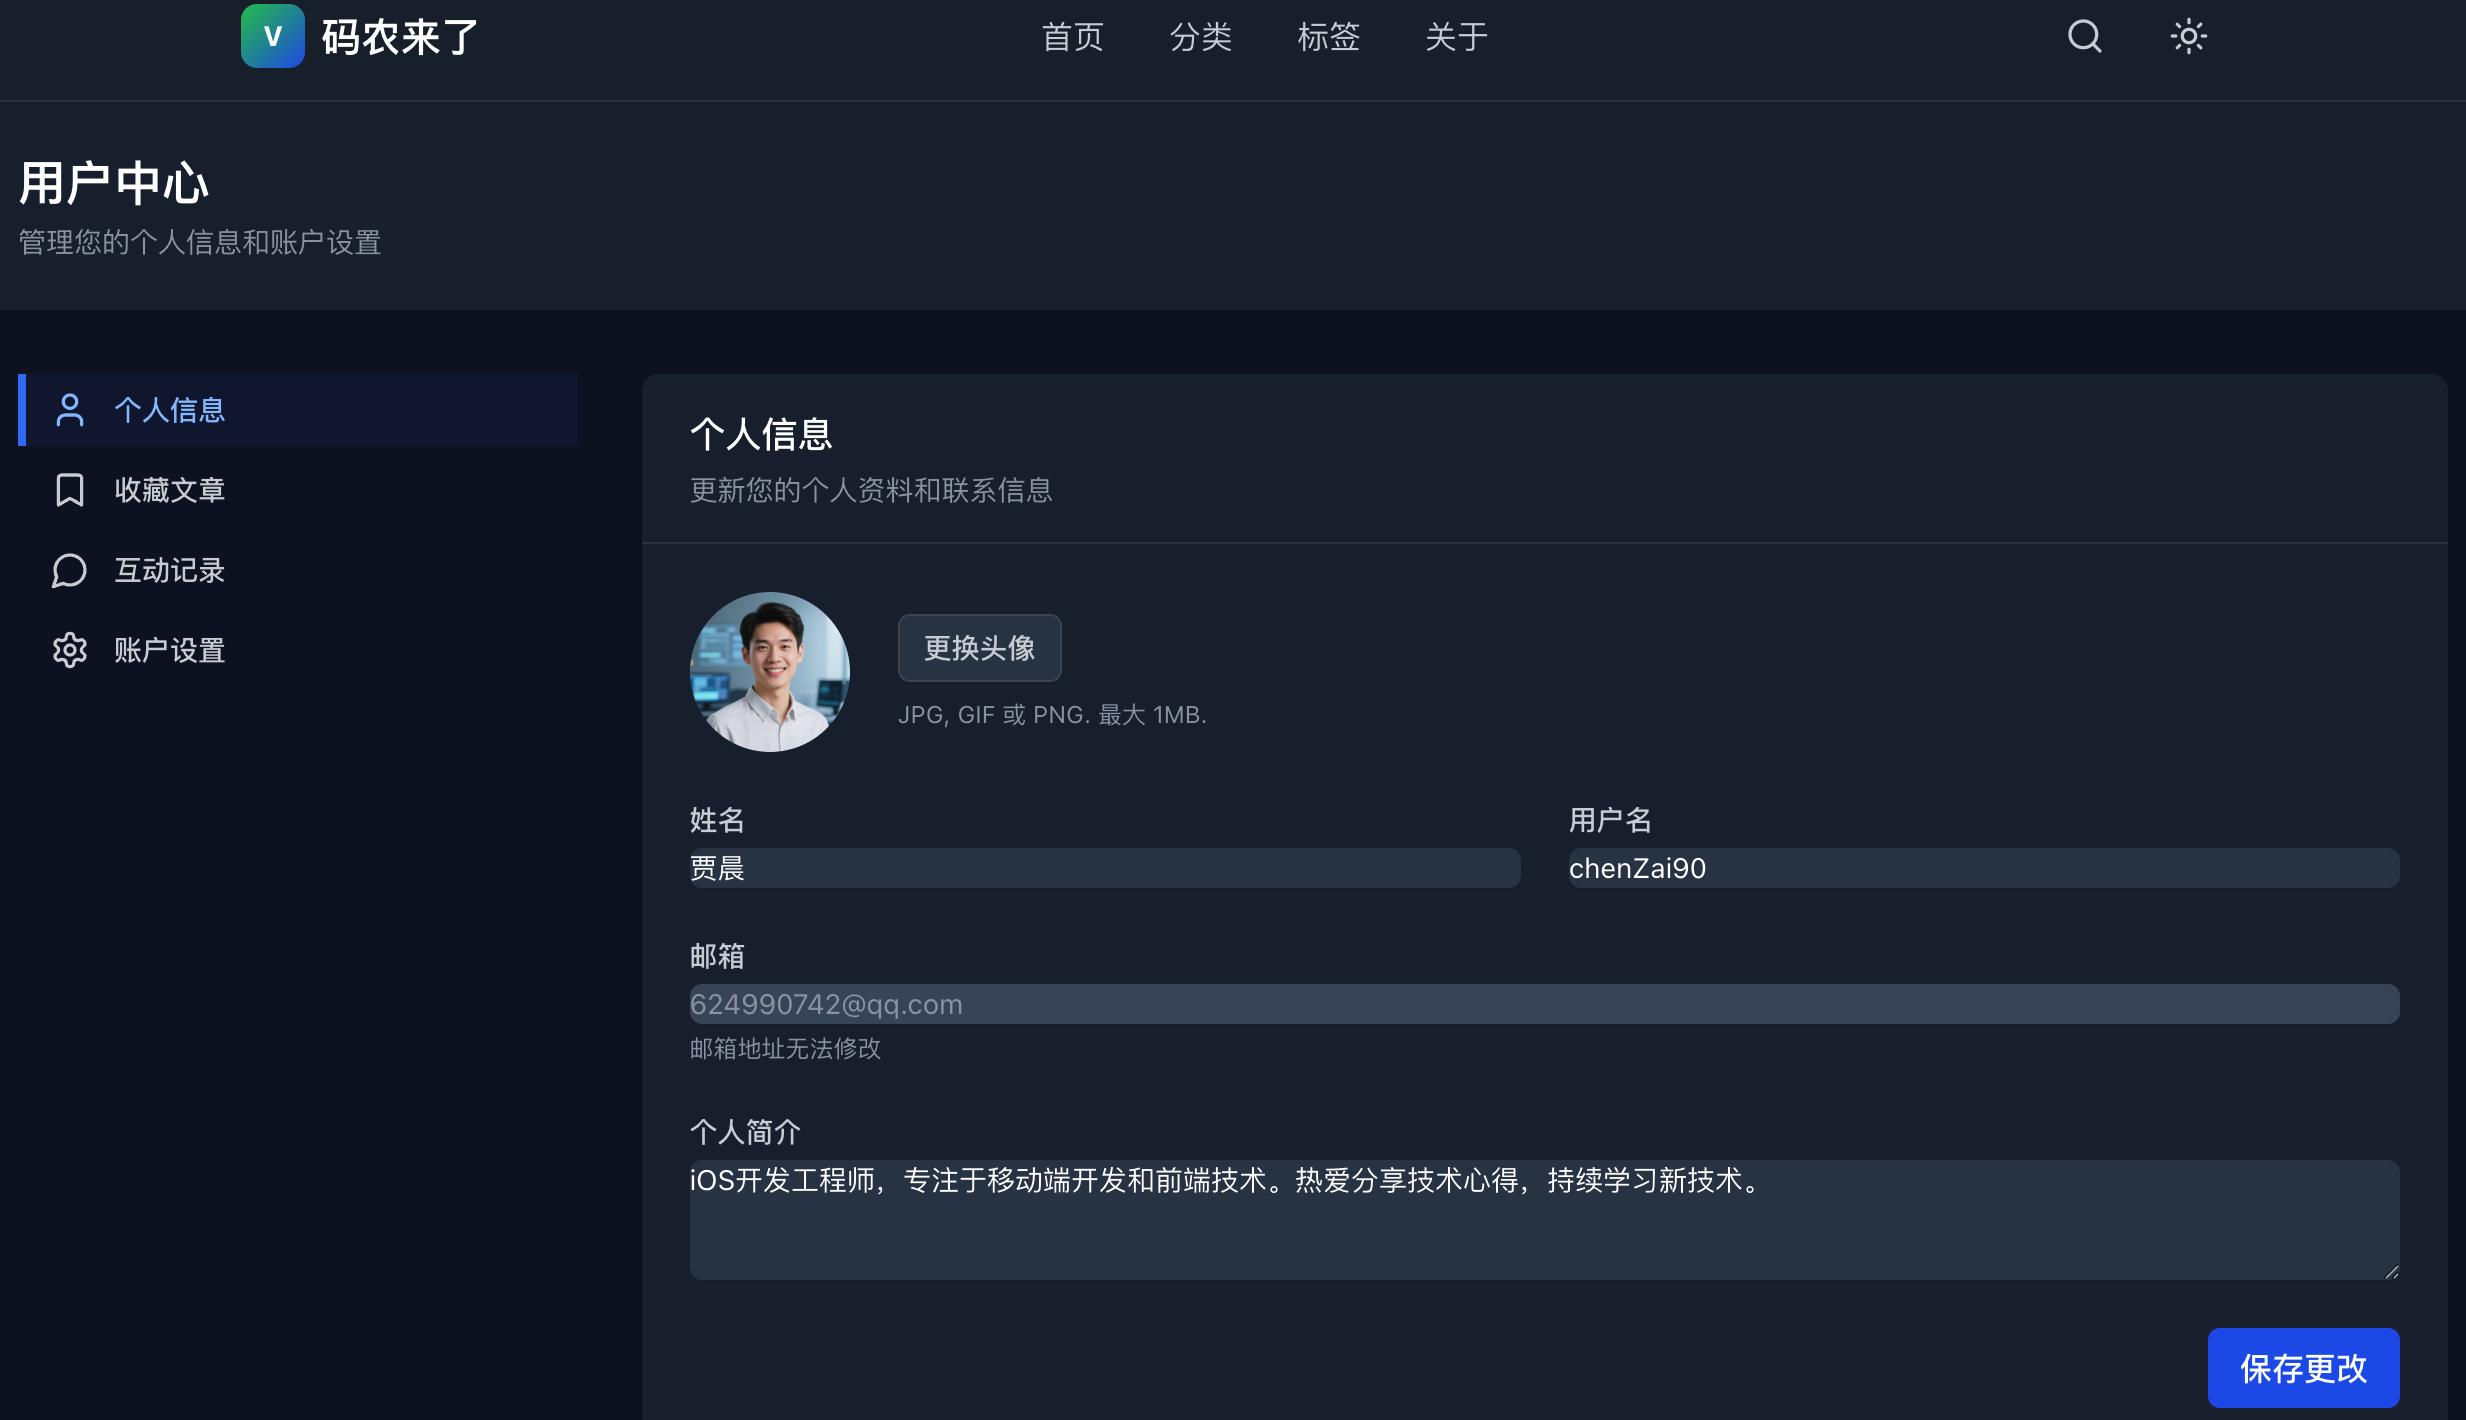 V 码农来了
首页 分类 标签 关于
用户中心
管理您的个人信息和账户设置
个人信息
收藏文章
互动记录
账户设置
个人信息
更新您的个人资料和联系信息
更换头像
JPG, GIF 或 PNG. 最大 1MB.
姓名
贾晨
用户名
chenZai90
邮箱
624990742@qq.com
邮箱地址无法修改
个人简介
iOS开发工程师，专注于移动端开发和前端技术。热爱分享技术心得，持续学习新技术。
保存更改